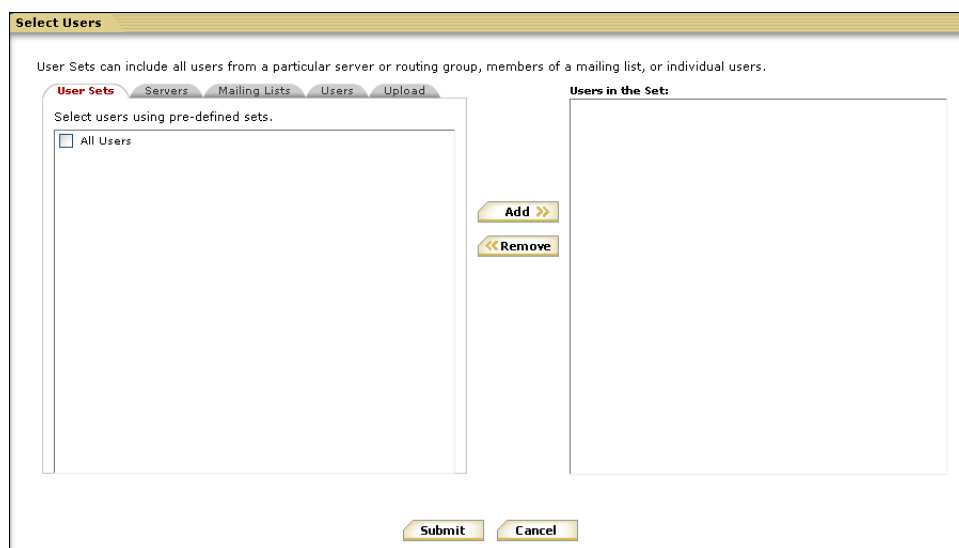 Select Users
User Sets can include all users from a particular server or routing group, members of a mailing list, or individual users.
User Sets Servers Mailing Lists Users Upload
Users in the Set:
Select users using pre-defined sets.
All Users
Add >>
<< Remove
Submit Cancel